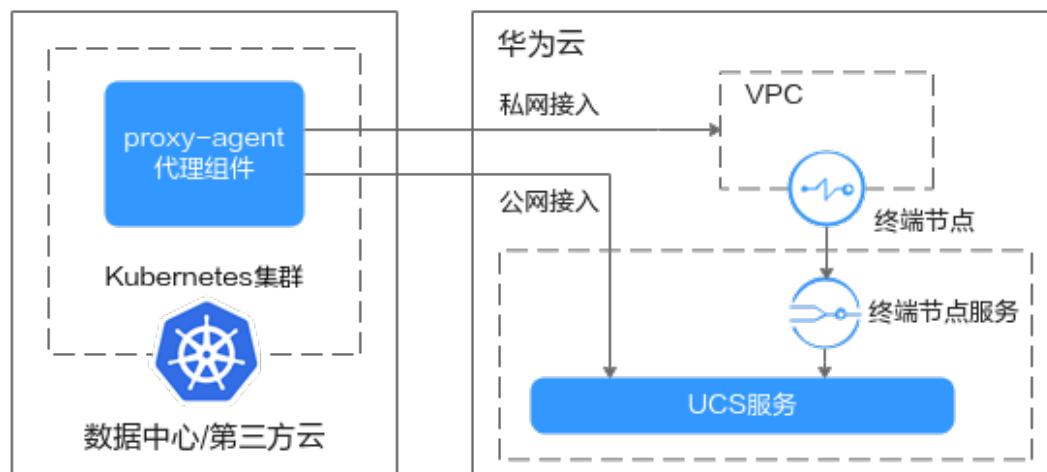 proxy-agent
代理组件
Kubernetes集群
数据中心/第三方云
华为云
私网接入
VPC
公网接入
终端节点
终端节点服务
UCS服务